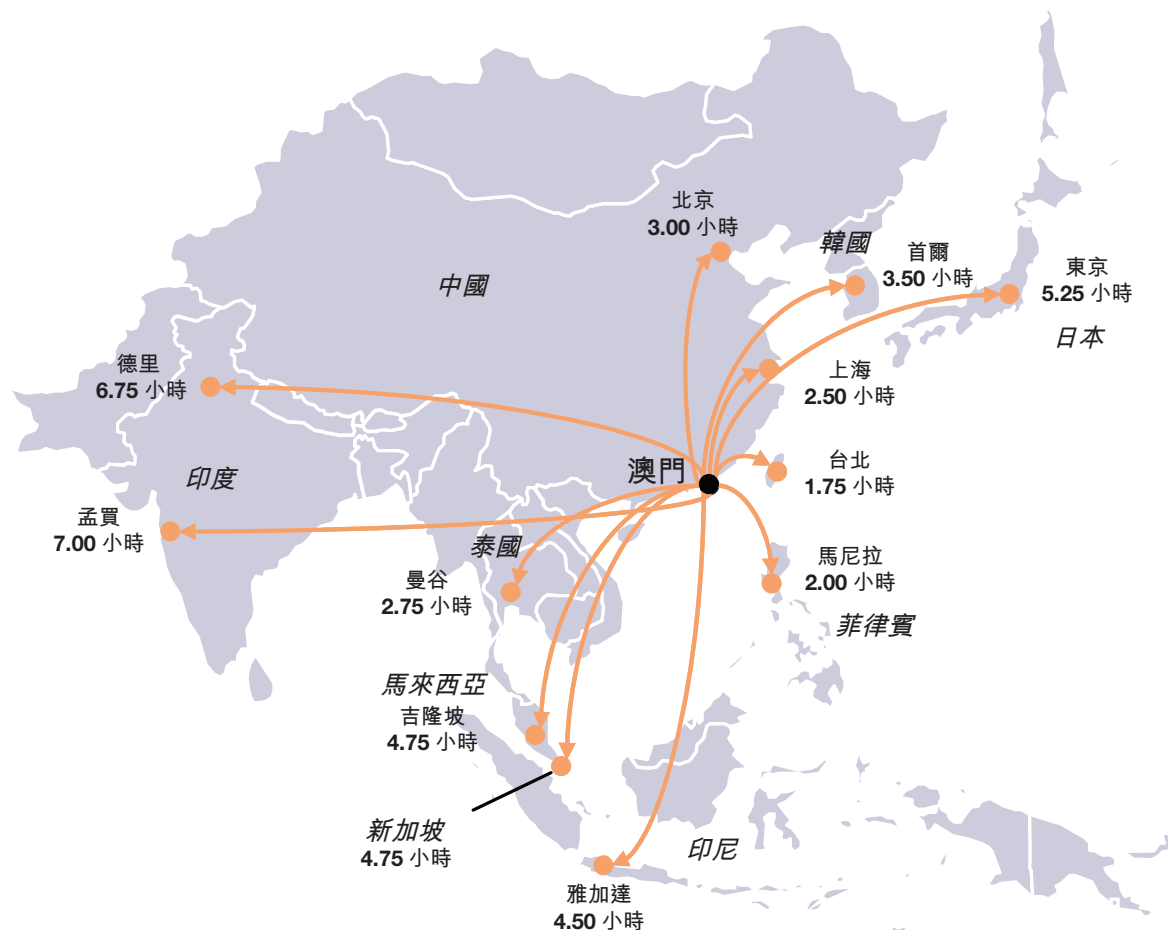 北京
3.00 小時
韓國
首爾
3.50 小時
東京
5.25 小時
中國
日本
德里
6.75 小時
上海
2.50 小時
澳門
台北
1.75 小時
印度
孟買
7.00 小時
泰國
曼谷
2.75 小時
馬尼拉
2.00 小時
菲律賓
馬來西亞
吉隆坡
4.75 小時
新加坡
4.75 小時
印尼
雅加達
4.50 小時